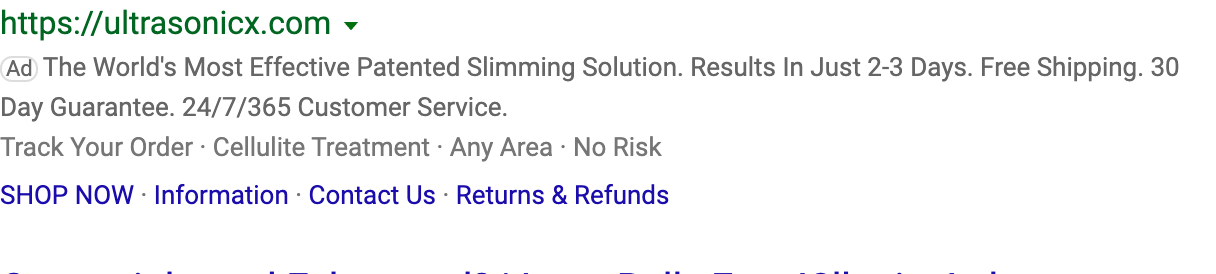 https://ultrasonicx.com
Ad The World's Most Effective Patented Slimming Solution. Results In Just 2-3 Days. Free Shipping. 30
Day Guarantee. 24/7/365 Customer Service.
Track Your Order · Cellulite Treatment · Any Area · No Risk
SHOP NOW · Information · Contact Us · Returns & Refunds